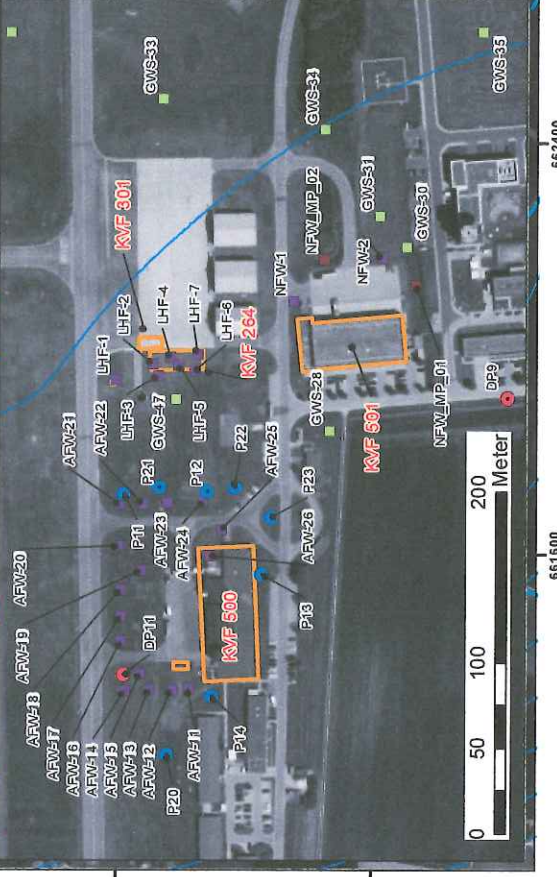 AFW-21
AFW-22
AFW-20
AFW-19
AFW-18
AFW-17
AFW-16
AFW-14
AFW-15
AFW-13
AFW-12
AFW-11
DP11
P20
P14
P11
P21
AFW-23
AFW-24
P12
P22
AFW-25
P23
AFW-26
P13
KVF 500
LHF-1
LHF-2
LHF-3
LHF-4
LHF-5
LHF-7
LHF-6
GWS-47
KVF 301
KVF 264
GWS-33
GWS-34
GWS-35
NFW-1
NFW_MP_02
NFW-2
GWS-31
GWS-30
NFW_MP_01
GWS-28
KVF 501
DP9
0 50 100 200
Meter
661600
662400